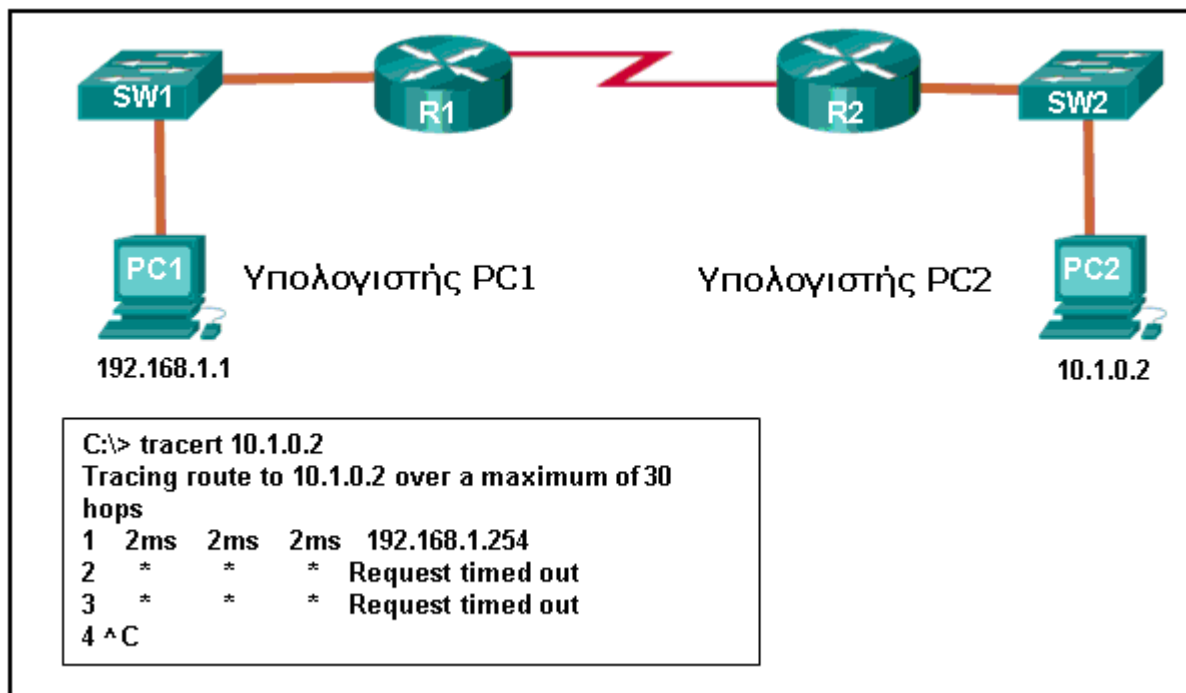 SW1
R1
R2
SW2
PC1
Υπολογιστής PC1
Υπολογιστής PC2
PC2
192.168.1.1
10.1.0.2
C:\> tracert 10.1.0.2
Tracing route to 10.1.0.2 over a maximum of 30
hops
1 2ms 2ms 2ms 192.168.1.254
2 * * * Request timed out
3 * * * Request timed out
4 ^C